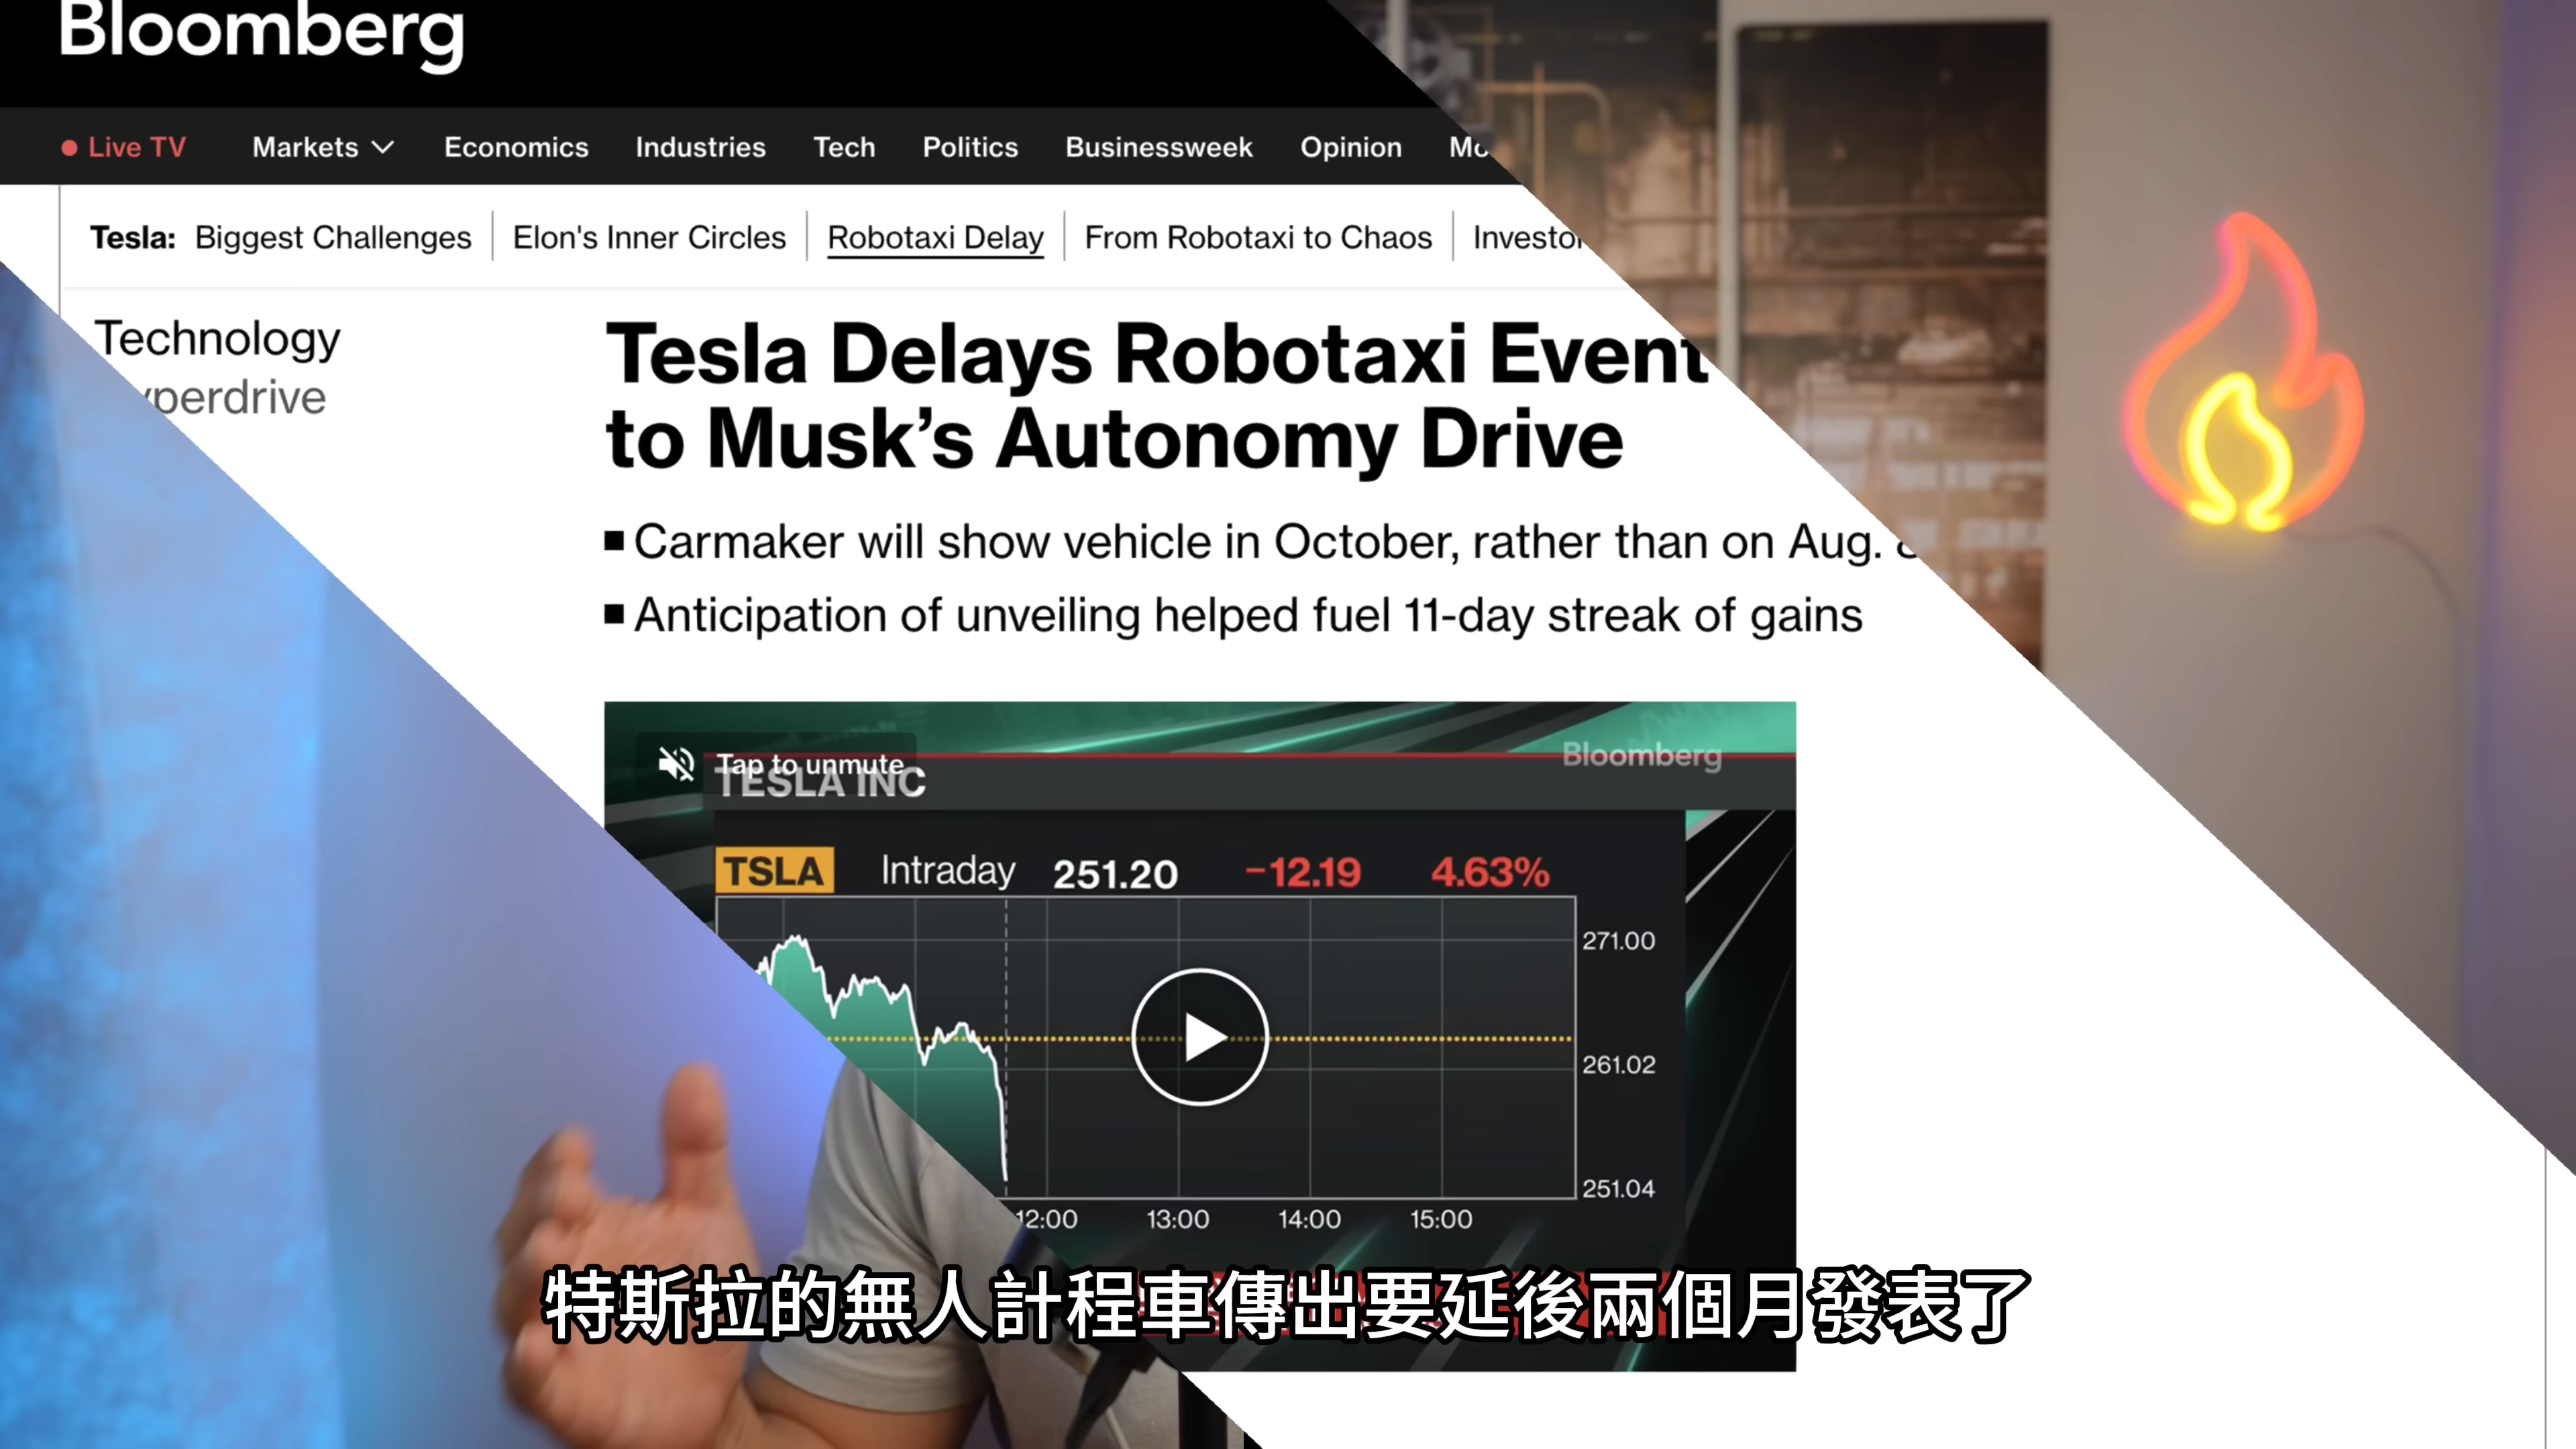 Bloomberg
Live TV Markets Economics Industries Tech Politics Businessweek Opinion
Tesla: Biggest Challenges Elon's Inner Circles Robotaxi Delay From Robotaxi to Chaos
Technology
Tesla Delays Robotaxi Event
to Musk’s Autonomy Drive
Carmaker will show vehicle in October, rather than on Aug.
Anticipation of unveiling helped fuel 11-day streak of gains
Tap to unmute
Bloomberg
TESLA INC
TSLA Intraday 251.20 -12.19 4.63%
271.00
261.02
251.04
12:00 13:00 14:00 15:00
特斯拉的無人計程車傳出要延後兩個月發表了